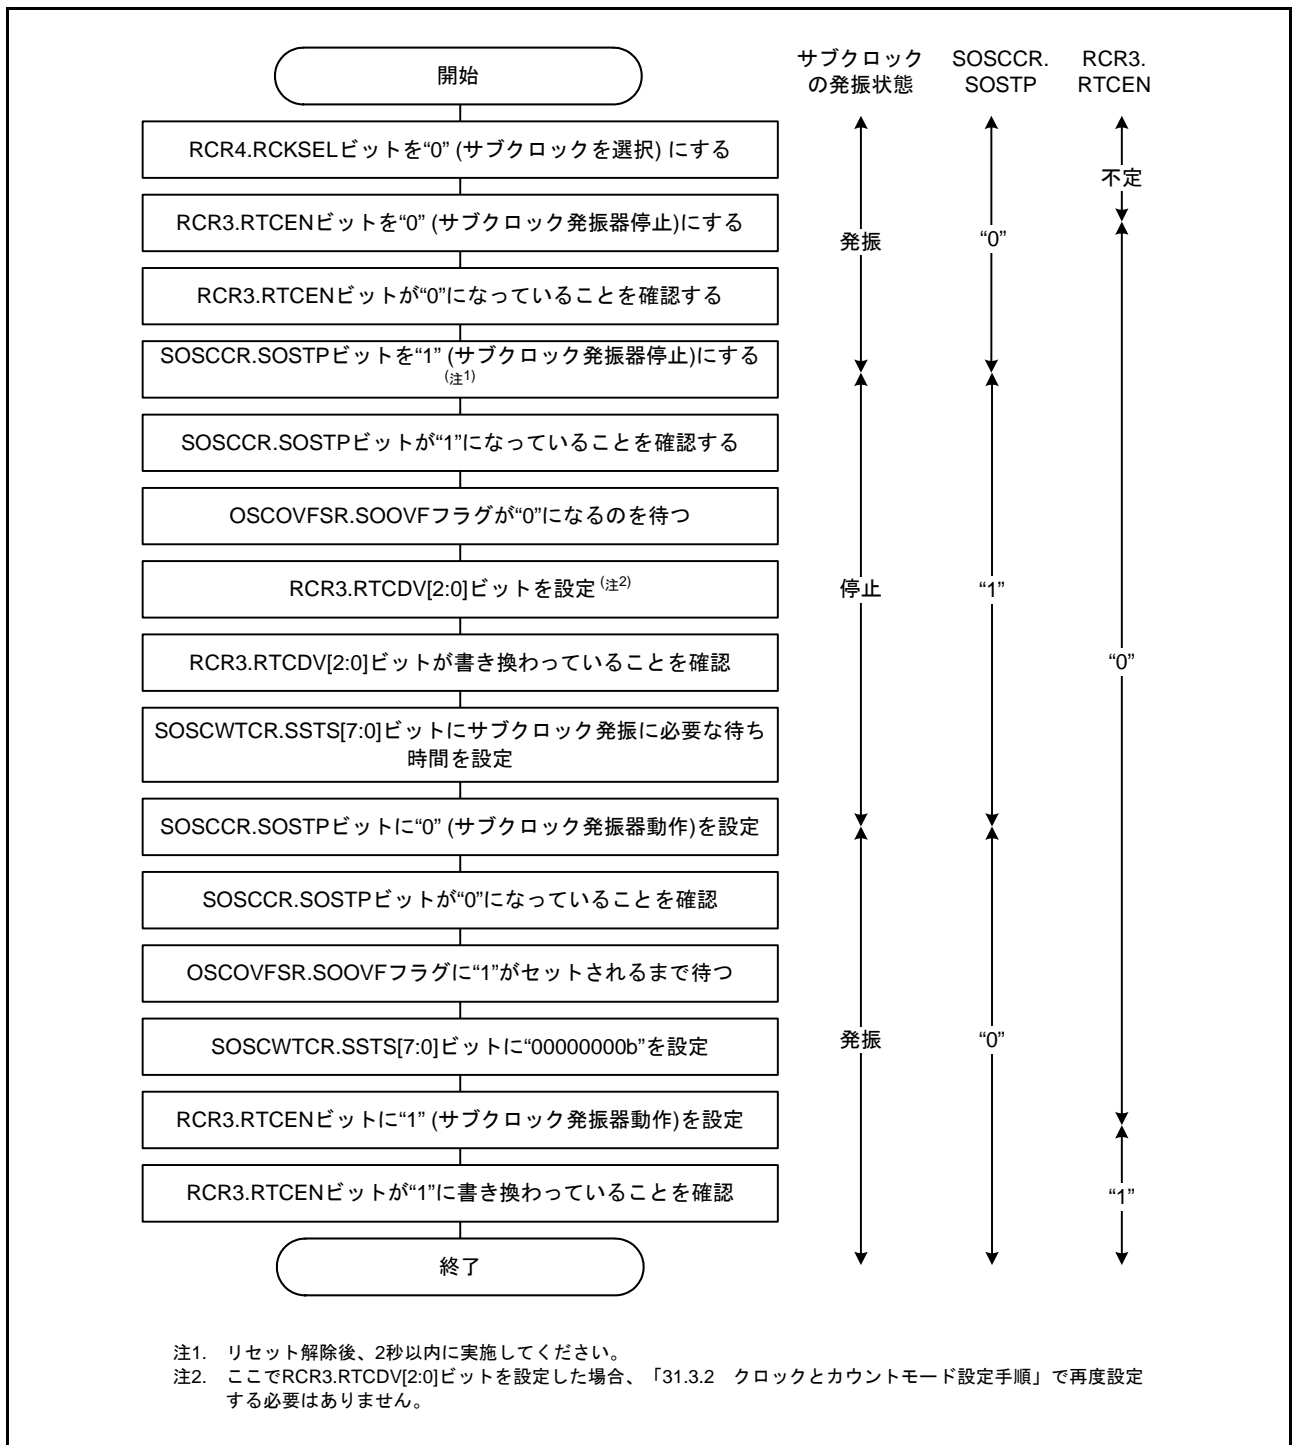 開始
サブクロック
の発振状態
SOSCCR.
SOSTP
RCR3.
RTCEN
RCR4.RCKSELビットを“0” (サブクロックを選択) にする
不定
RCR3.RTCENビットを“0” (サブクロック発振器停止)にする
発振
“0”
RCR3.RTCENビットが“0”になっていることを確認する
SOSCCR.SOSTPビットを“1” (サブクロック発振器停止)にする
(注1)
SOSCCR.SOSTPビットが“1”になっていることを確認する
OSCOVFSR.SOOVFフラグが“0”になるのを待つ
RCR3.RTCDV[2:0]ビットを設定 (注2)
停止
“1”
RCR3.RTCDV[2:0]ビットが書き換わっていることを確認
“0”
SOSCWTCR.SSTS[7:0]ビットにサブクロック発振に必要な待ち
時間を設定
SOSCCR.SOSTPビットに“0” (サブクロック発振器動作)を設定
SOSCCR.SOSTPビットが“0”になっていることを確認
OSCOVFSR.SOOVFフラグに“1”がセットされるまで待つ
SOSCWTCR.SSTS[7:0]ビットに“00000000b”を設定
発振
“0”
RCR3.RTCENビットに“1” (サブクロック発振器動作)を設定
RCR3.RTCENビットが“1”に書き換わっていることを確認
“1”
終了
注1. リセット解除後、2秒以内に実施してください。
注2. ここでRCR3.RTCDV[2:0]ビットを設定した場合、「31.3.2 クロックとカウントモード設定手順」で再度設定
する必要はありません。